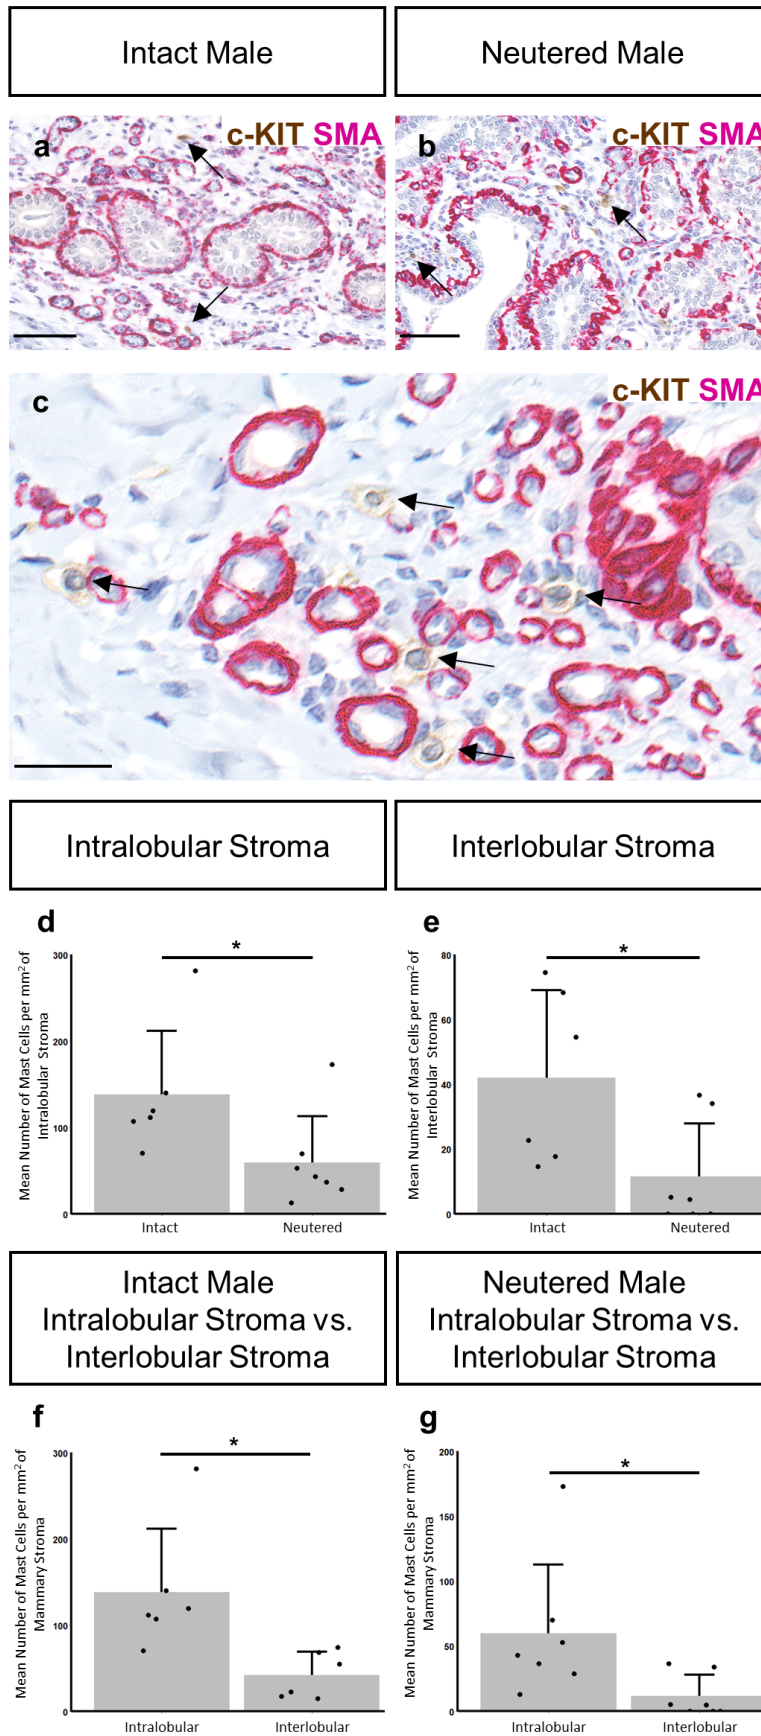 Intact Male
Neutered Male
a
c-KIT SMA
b
c-KIT SMA
c
c-KIT SMA
Intralobular Stroma
Interlobular Stroma
d
Mean Number of Mast Cells per mm² of
Intralobular Stroma
300
200
100
0
*
Intact
Neutered
e
Mean Number of Mast Cells per mm² of
Interlobular Stroma
80
60
40
20
0
*
Intact
Neutered
Intact Male
Intralobular Stroma vs.
Interlobular Stroma
Neutered Male
Intralobular Stroma vs.
Interlobular Stroma
f
Mean Number of Mast Cells per mm² of
Mammary Stroma
300
200
100
0
*
Intralobular
Interlobular
g
Mean Number of Mast Cells per mm² of
Mammary Stroma
200
150
100
50
0
*
Intralobular
Interlobular